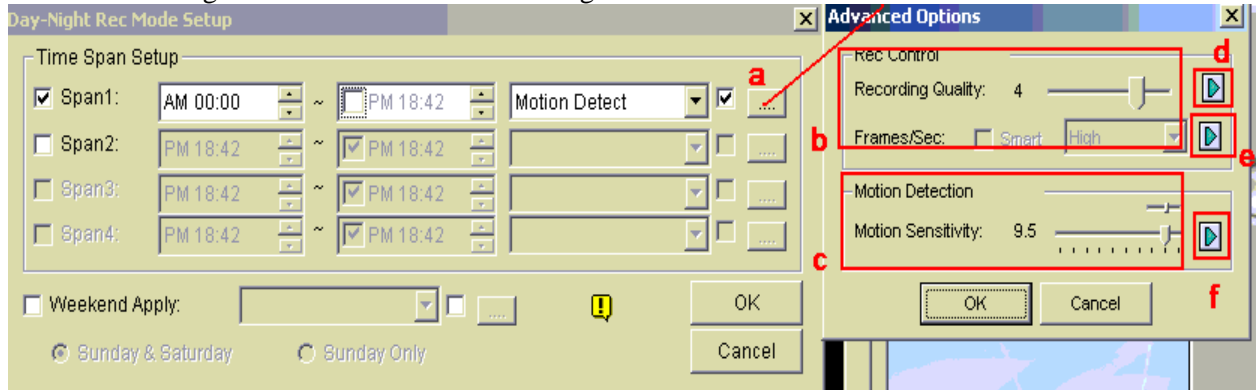 Day-Night Rec Mode Setup
Time Span Setup
Span1: AM 00:00 ~ PM 18:42 Motion Detect ....
a
Span2: PM 18:42 ~ PM 18:42 ....
Span3: PM 18:42 ~ PM 18:42 ....
Span4: PM 18:42 ~ PM 18:42 ....
Weekend Apply: .... ! OK
Sunday & Saturday Sunday Only Cancel
Advanced Options
Rec Control
d
Recording Quality: 4
b
Frames/Sec: Smart High
e
Motion Detection
Motion Sensitivity: 9.5
c
f
OK Cancel